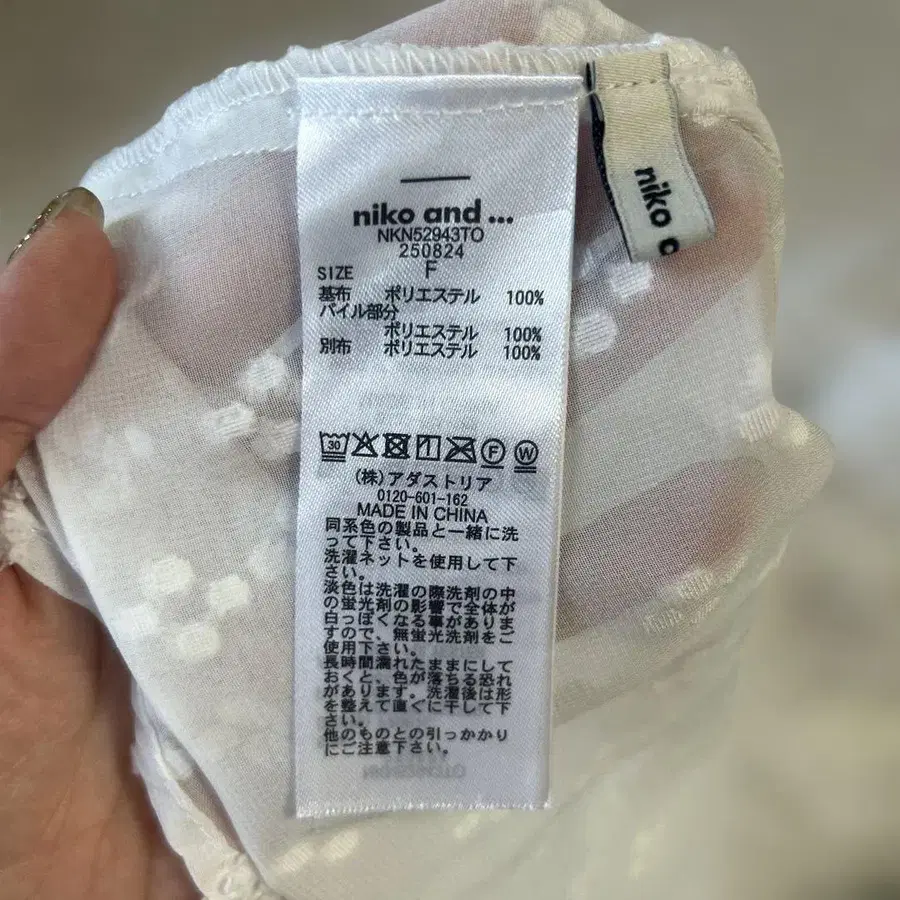 niko and ...
NKN52943TO
250824
SIZE F
基布 ポリエステル 100%
パイル部分
ポリエステル 100%
別布 ポリエステル 100%
30 F W
(株)アダストリア
0120-601-162
MADE IN CHINA
同系色の製品と一緒に洗
って下さい。
洗濯ネットを使用して下
さい。
淡色は洗濯の際洗剤の中
の蛍光剤の影響で全体が
白っぽくなる事がありま
すので、無蛍光洗剤をご
使用下さい。
長時間濡れたままにして
おくと、色が落ちる恐れ
があります。洗濯後は形
を整えて直ぐに干して下
さい。
他のものとの引っかかり
にご注意下さい。
niko a